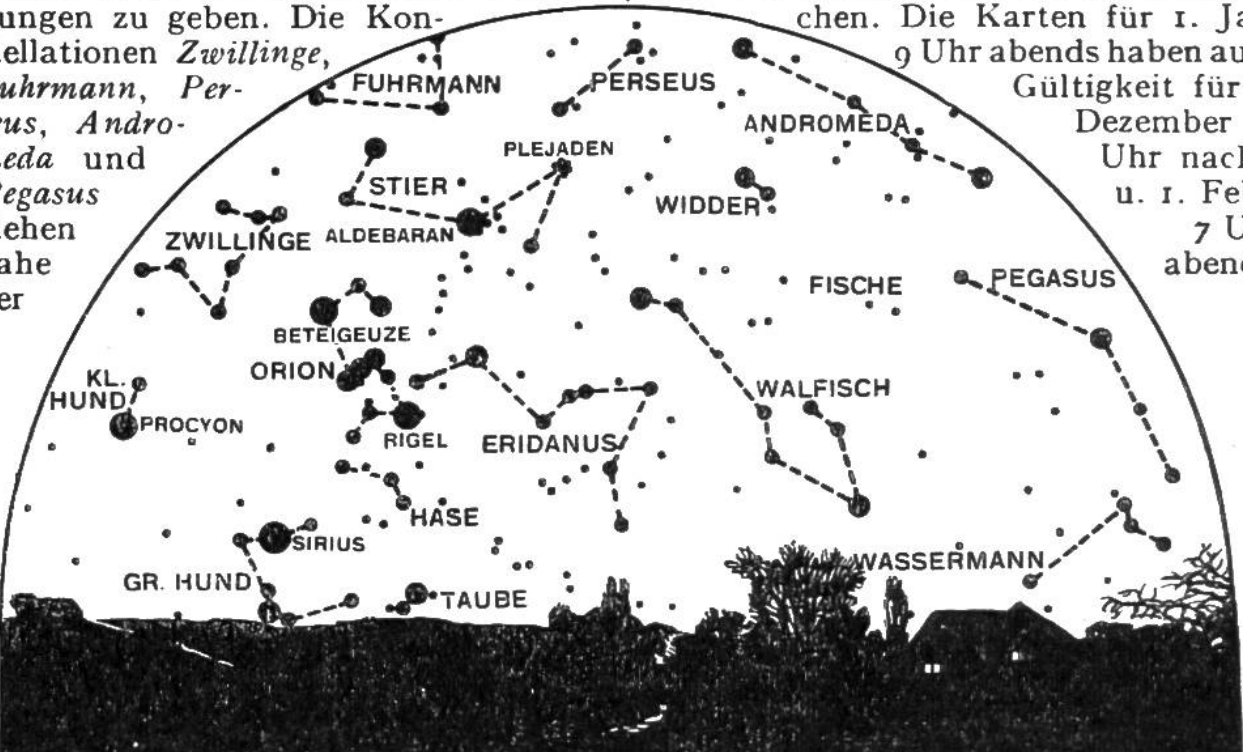 ungen zu geben. Die Kon-
ellationen Zwillinge,
uhrmann, Per-
us, Andro-
eda und
egasus
ehen
ahe
er
chen. Die Karten für 1. Ja
9 Uhr abends haben au
Gültigkeit für
Dezember
Uhr nac
u. 1. Fe
7 U
abend
FUHRMANN
PERSEUS
ANDROMEDA
PLEJADEN
STIER
WIDDER
ALDEBARAN
ZWILLINGE
FISCHE
PEGASUS
BETEIGEUZE
ORION
KL.
HUND
PROCYON
RIGEL
ERIDANUS
WALFISCH
HASE
SIRIUS
GR. HUND
TAUBE
WASSERMANN